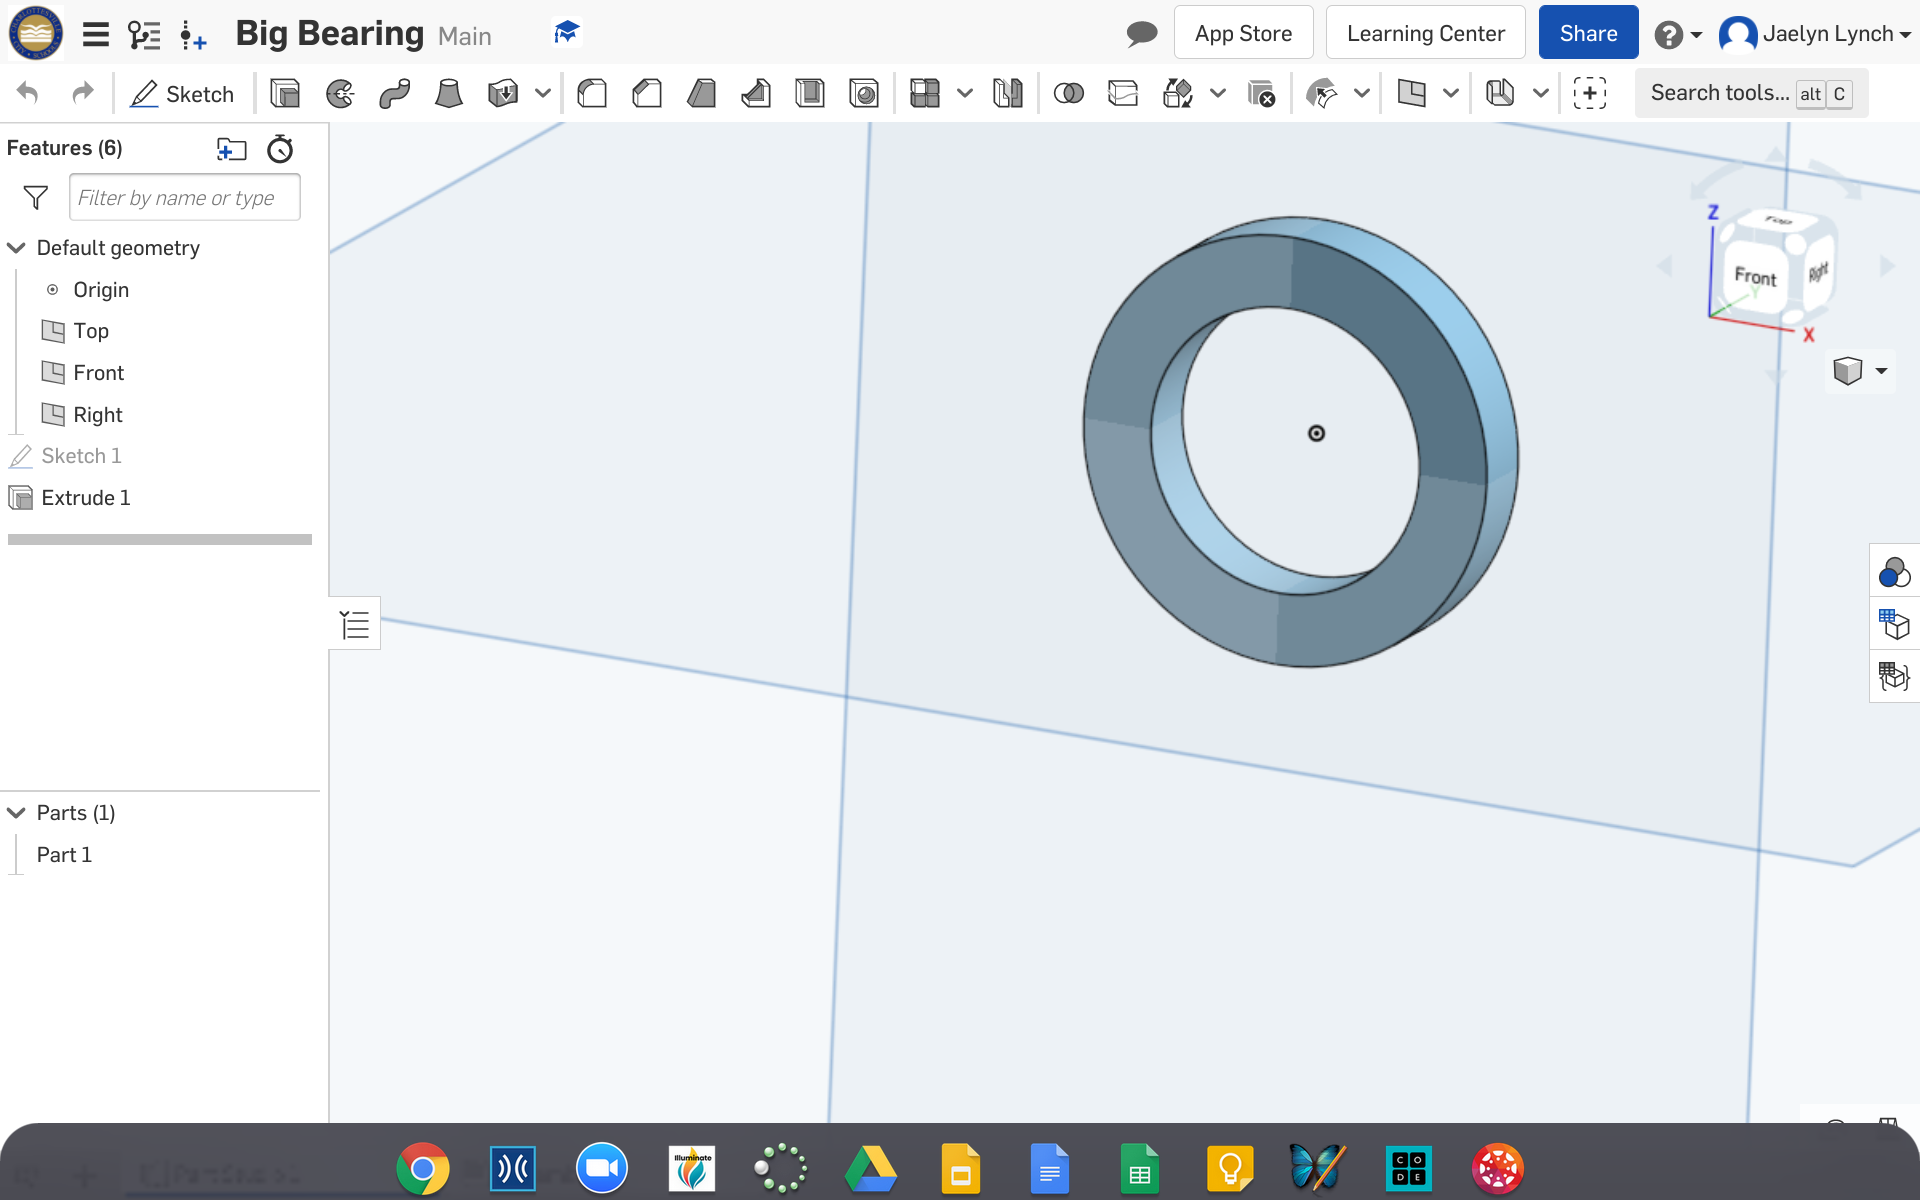 Big Bearing Main
App Store
Learning Center
Share
Jaelyn Lynch
Sketch
Search tools... alt C
Features (6)
Filter by name or type
Default geometry
Origin
Top
Front
Right
Sketch 1
Extrude 1
Parts (1)
Part 1
Z
Top
Front
Right
Y
X
Illuminate
CO
DE